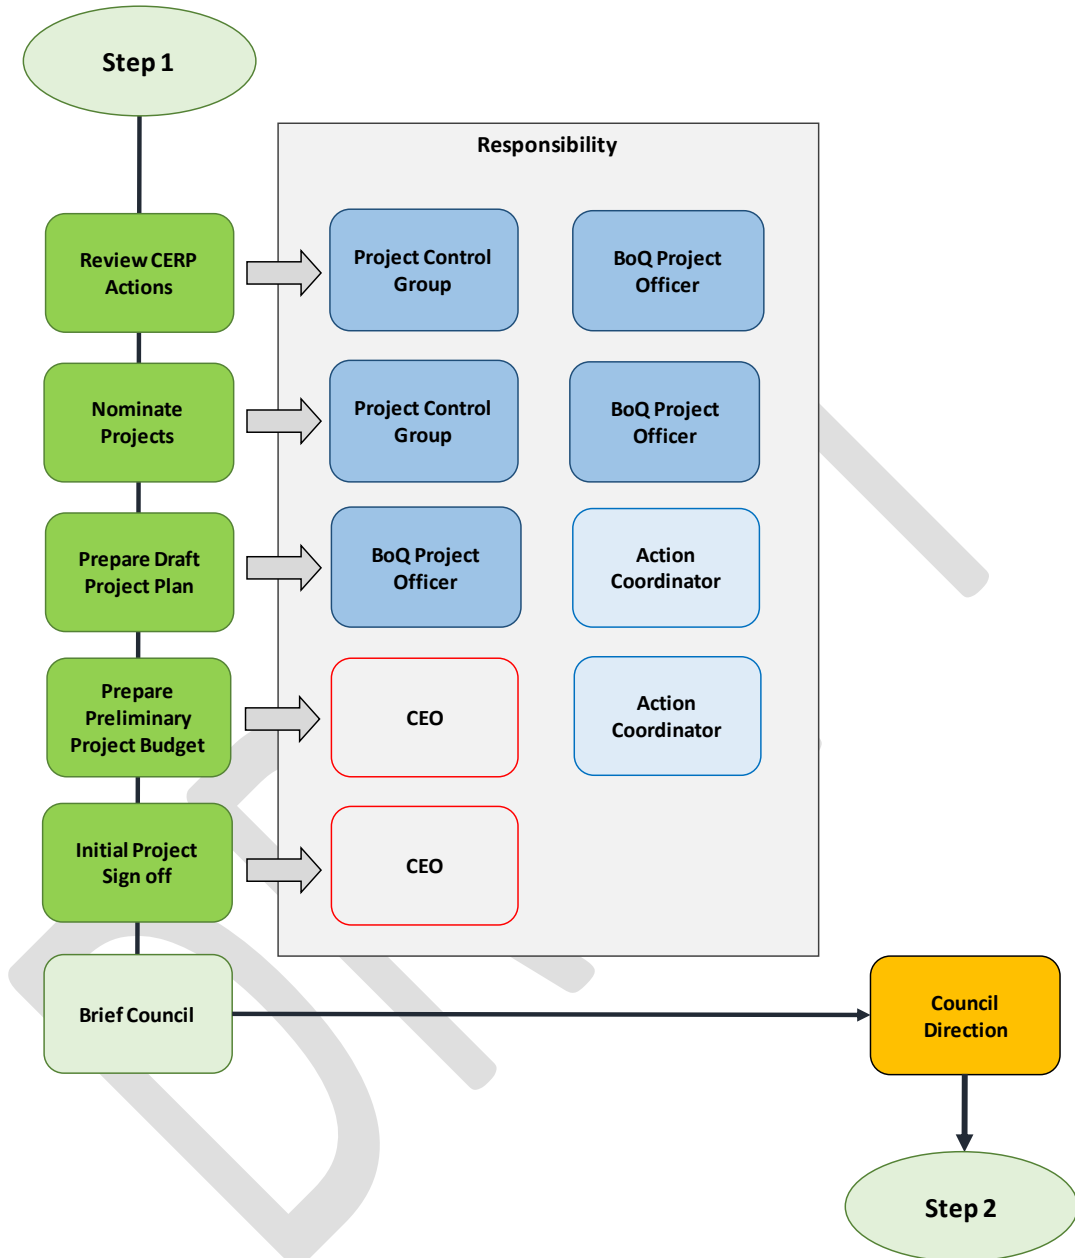 Step 1
Responsibility
Review CERP
Actions
Project Control
Group
BoQ Project
Officer
Nominate
Projects
Project Control
Group
BoQ Project
Officer
Prepare Draft
Project Plan
BoQ Project
Officer
Action
Coordinator
Prepare
Preliminary
Project Budget
CEO
Action
Coordinator
Initial Project
Sign off
CEO
Brief Council
Council
Direction
Step 2
DRAFT